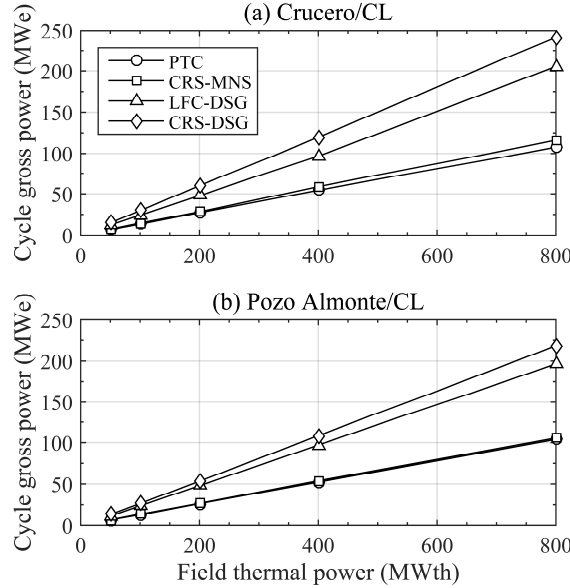 (a) Crucero/CL
Cycle gross power (MWe)
250
200
150
100
50
0
PTC
CRS-MNS
LFC-DSG
CRS-DSG
0 200 400 600 800
(b) Pozo Almonte/CL
Cycle gross power (MWe)
250
200
150
100
50
0
0 200 400 600 800
Field thermal power (MWth)